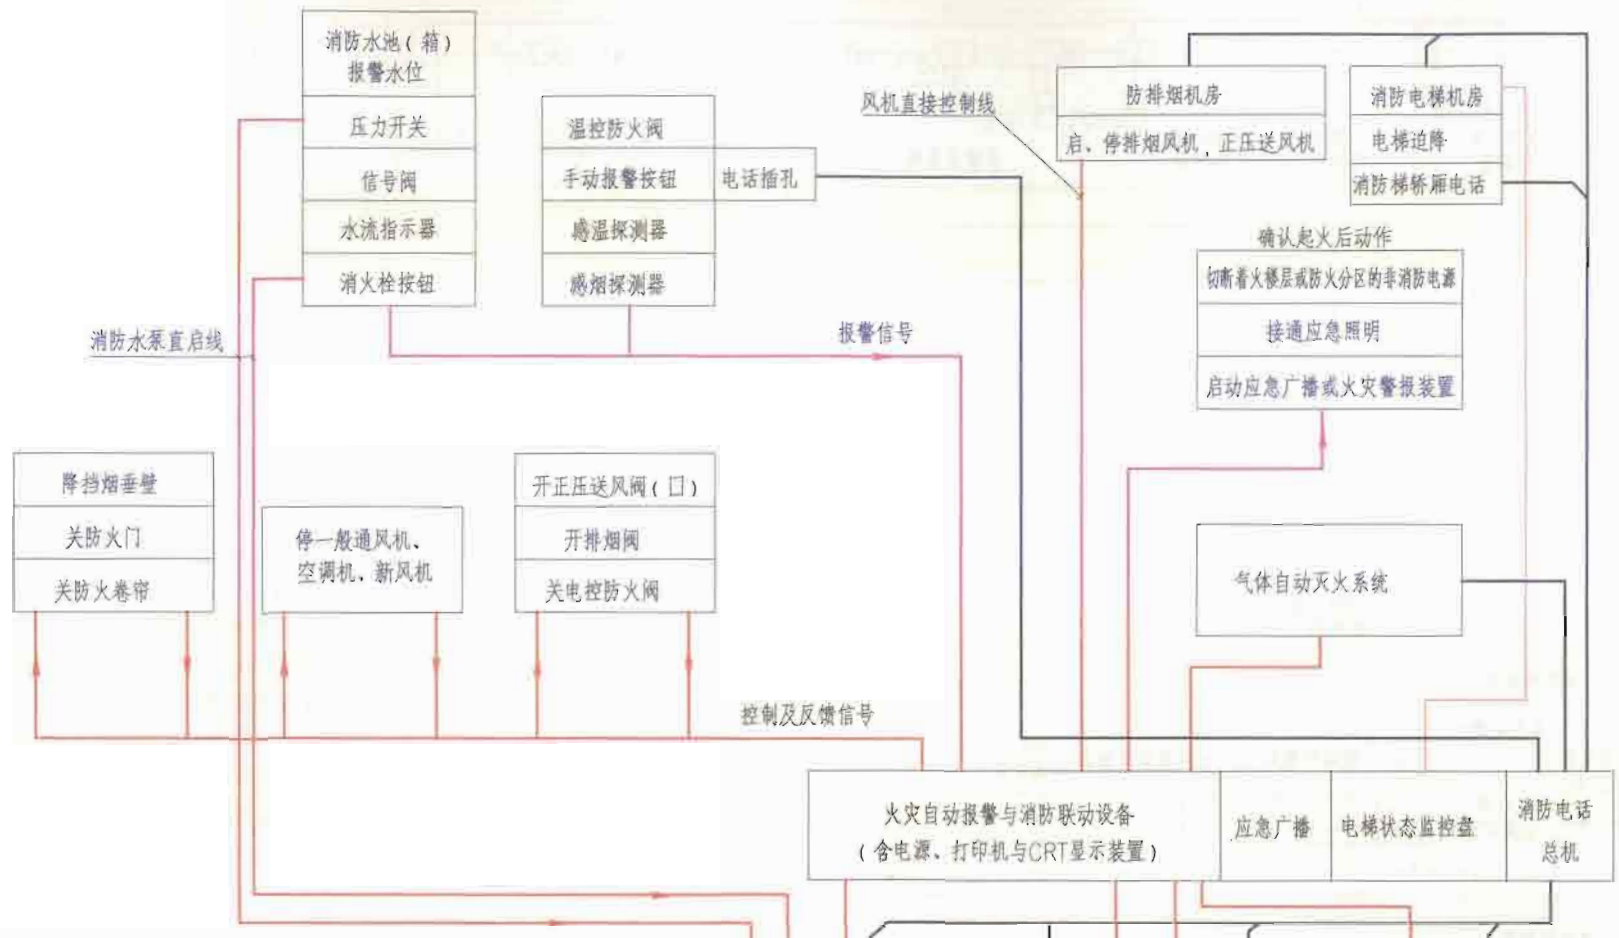 消防水池(箱)
报警水位
压力开关
信号阀
水流指示器
消火栓按钮
温控防火阀
手动报警按钮 电话插孔
感温探测器
感烟探测器
风机直接控制线
防排烟机房
启、停排烟风机,正压送风机
消防电梯机房
电梯迫降
消防梯轿厢电话
确认起火后动作
切断着火楼层或防火分区的非消防电源
接通应急照明
启动应急广播或火灾警报装置
消防水泵直启线
报警信号
降挡烟垂壁
关防火门
关防火卷帘
停一般通风机、
空调机、新风机
开正压送风阀(口)
开排烟阀
关电控防火阀
气体自动灭火系统
控制及反馈信号
火灾自动报警与消防联动设备
(含电源、打印机与CRT显示装置)
应急广播
电梯状态监控盘
消防电话
总机